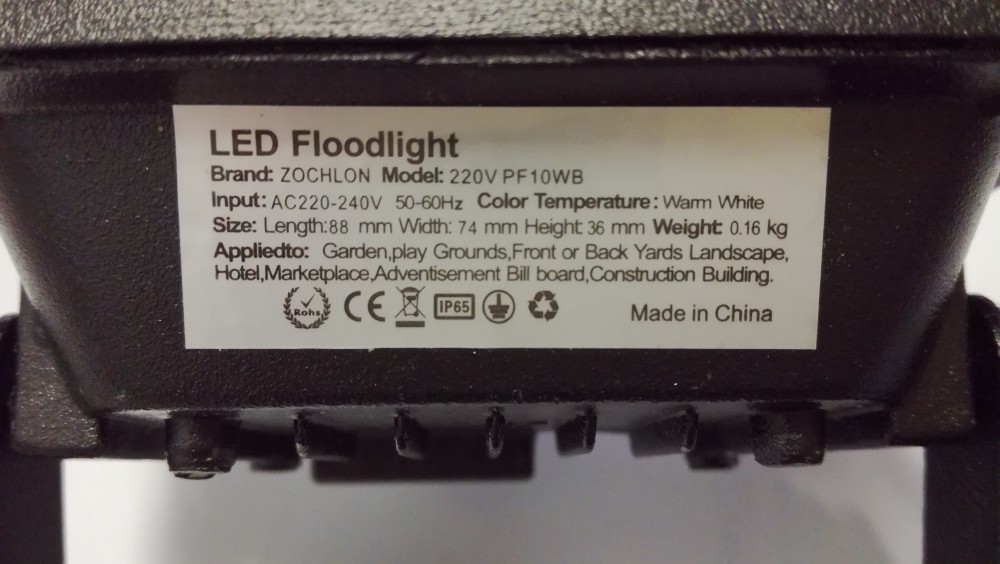 LED Floodlight
Brand: ZOCHLON Model: 220V PF10WB
Input: AC220-240V 50-60Hz Color Temperature: Warm White
Size: Length:88 mm Width: 74 mm Height: 36 mm Weight: 0.16 kg
Appliedto: Garden,play Grounds,Front or Back Yards Landscape,
Hotel,Marketplace,Adventisement Bill board,Construction Building.
Rohs CE IP65 Made in China